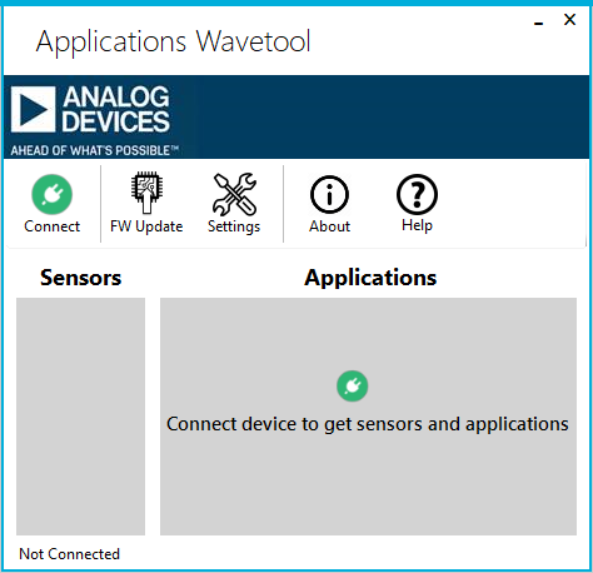 Applications Wavetool
ANALOG
DEVICES
AHEAD OF WHAT'S POSSIBLE™
Connect
FW Update
Settings
About
Help
Sensors
Applications
Connect device to get sensors and applications
Not Connected